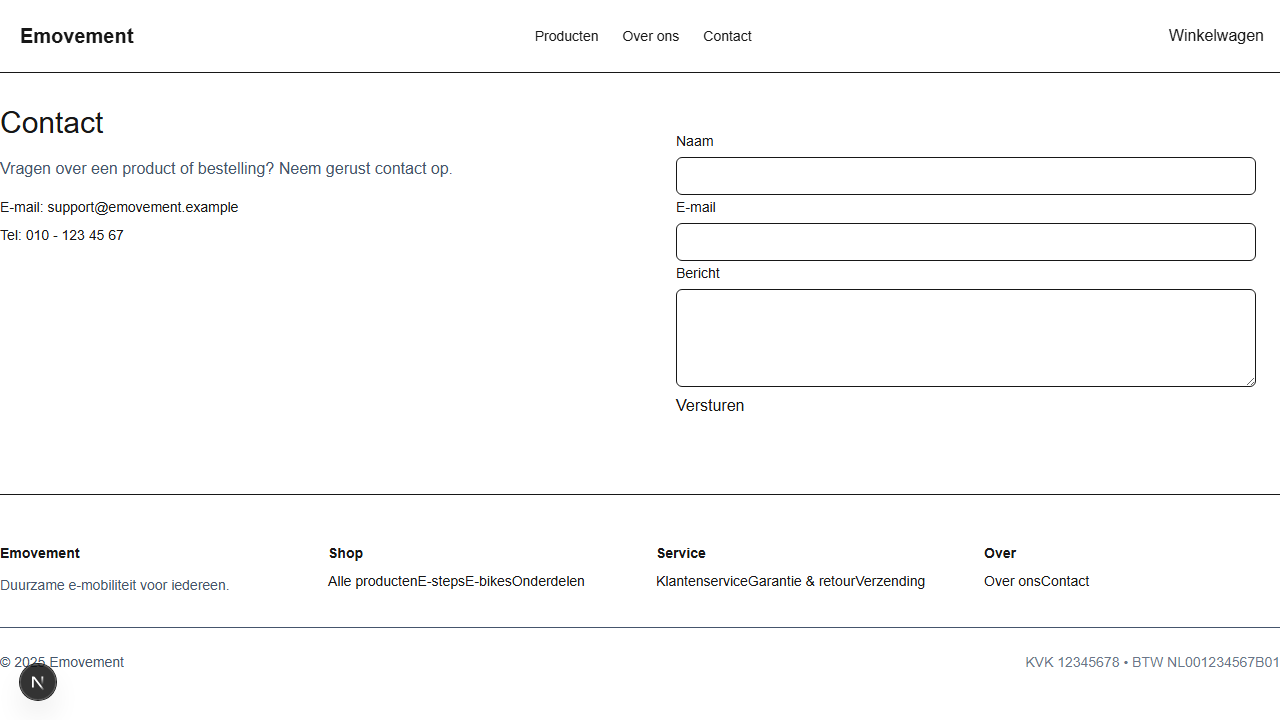 Emovement
Producten
Over ons
Contact
Winkelwagen
Contact
Vragen over een product of bestelling? Neem gerust contact op.
E-mail: support@emovement.example
Tel: 010 - 123 45 67
Naam
E-mail
Bericht
Versturen
Emovement
Duurzame e-mobiliteit voor iedereen.
Shop
Alle productenE-stepsE-bikesOnderdelen
Service
KlantenserviceGarantie & retourVerzending
Over
Over onsContact
© 2025 Emovement
KVK 12345678 • BTW NL001234567B01
N